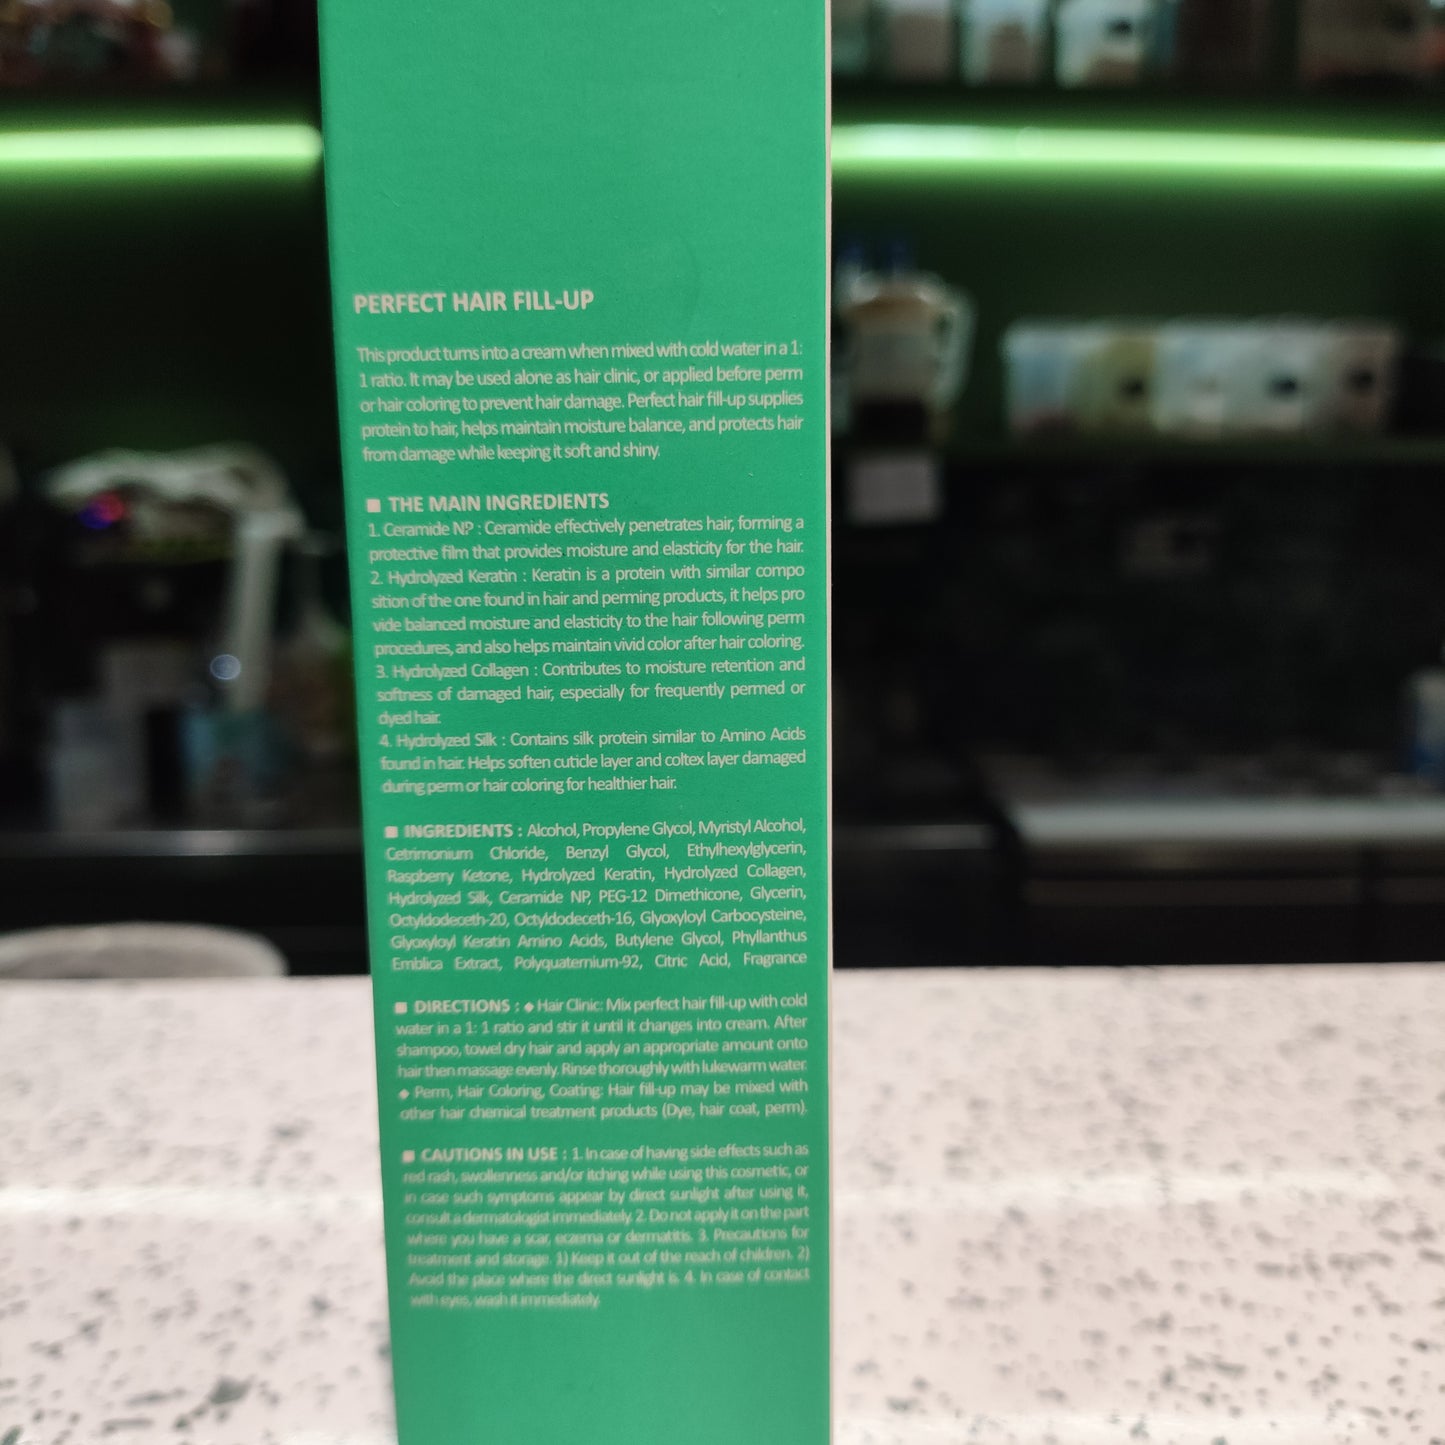 PERFECT HAIR FILL-UP
This product turns into a cream when mixed with cold water in a 1:
1 ratio. It may be used alone as hair clinic, or applied before perm
or hair coloring to prevent hair damage. Perfect hair fill-up supplies
protein to hair, helps maintain moisture balance, and protects hair
from damage while keeping it soft and shiny.
■ THE MAIN INGREDIENTS
1. Ceramide NP : Ceramide effectively penetrates hair, forming a
protective film that provides moisture and elasticity for the hair.
2. Hydrolyzed Keratin : Keratin is a protein with similar compo
sition of the one found in hair and perming products, it helps pro
vide balanced moisture and elasticity to the hair following perm
procedures, and also helps maintain vivid color after hair coloring.
3. Hydrolyzed Collagen : Contributes to moisture retention and
softness of damaged hair, especially for frequently permed or
dyed hair.
4. Hydrolyzed Silk : Contains silk protein similar to Amino Acids
found in hair. Helps soften cuticle layer and coltex layer damaged
during perm or hair coloring for healthier hair.
■ INGREDIENTS : Alcohol, Propylene Glycol, Myristyl Alcohol,
Cetrimonium Chloride, Benzyl Glycol, Ethylhexylglycerin,
Raspberry Ketone, Hydrolyzed Keratin, Hydrolyzed Collagen,
Hydrolyzed Silk, Ceramide NP, PEG-12 Dimethicone, Glycerin,
Octyldodeceth-20, Octyldodeceth-16, Glyoxyloyl Carbocysteine,
Glyoxyloyl Keratin Amino Acids, Butylene Glycol, Phyllanthus
Emblica Extract, Polyquaternium-92, Citric Acid, Fragrance
■ DIRECTIONS : ◆ Hair Clinic: Mix perfect hair fill-up with cold
water in a 1: 1 ratio and stir it until it changes into cream. After
shampoo, towel dry hair and apply an appropriate amount onto
hair then massage evenly. Rinse thoroughly with lukewarm water.
◆ Perm, Hair Coloring, Coating: Hair fill-up may be mixed with
other hair chemical treatment products (Dye, hair coat, perm).
■ CAUTIONS IN USE : 1. In case of having side effects such as
red rash, swollenness and/or itching while using this cosmetic, or
in case such symptoms appear by direct sunlight after using it,
consult a dermatologist immediately. 2. Do not apply it on the part
where you have a scar, eczema or dermatitis. 3. Precautions for
treatment and storage. 1) Keep it out of the reach of children. 2)
Avoid the place where the direct sunlight is. 4. In case of contact
with eyes, wash it immediately.